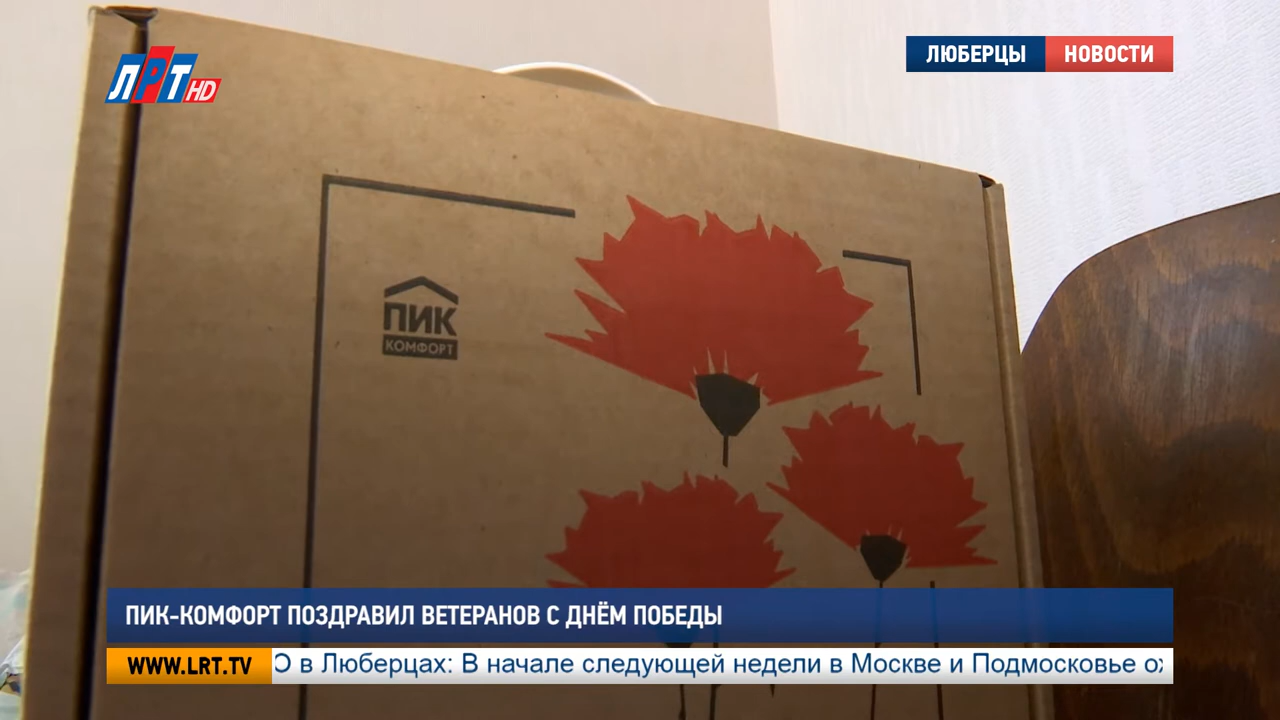 ЛРТ HD
ЛЮБЕРЦЫ НОВОСТИ
ПИК
КОМФОРТ
ПИК-КОМФОРТ ПОЗДРАВИЛ ВЕТЕРАНОВ С ДНЁМ ПОБЕДЫ
WWW.LRT.TV О в Люберцах: В начале следующей недели в Москве и Подмосковье ож